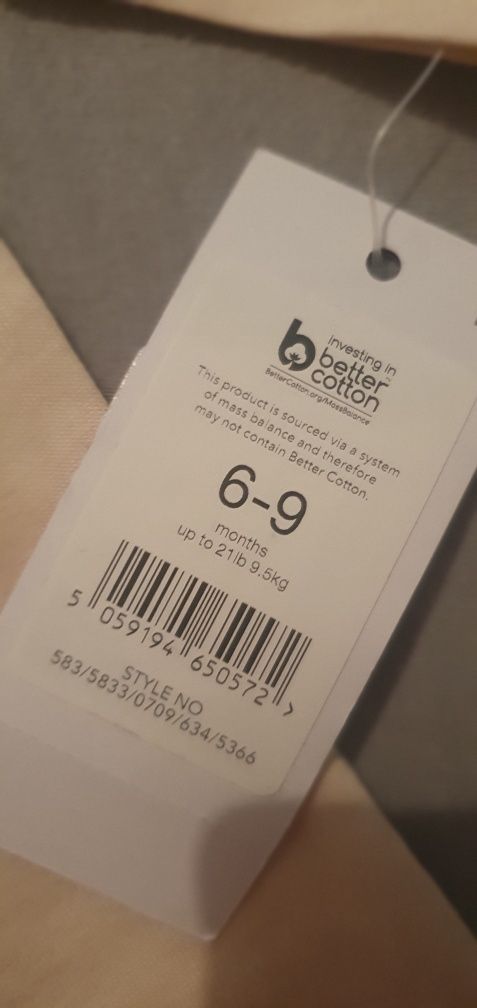 investing in
better
cotton™
BetterCotton.org/MassBalance
This product is sourced via a system
of mass balance and therefore
may not contain Better Cotton.
6-9
months
up to 21lb 9.5kg
5 059194 650572 >
STYLE NO
583/5833/0709/634/5366